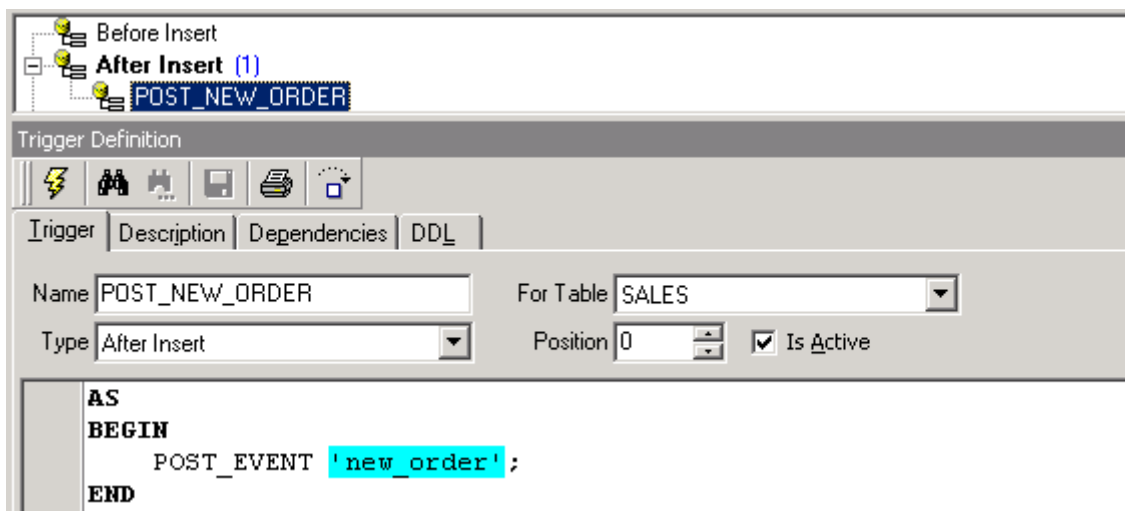 Before Insert
After Insert (1)
POST_NEW_ORDER
Trigger Definition
Trigger Description Dependencies DDL
Name POST_NEW_ORDER For Table SALES
Type After Insert Position 0 Is Active
AS
BEGIN
POST_EVENT 'new_order';
END